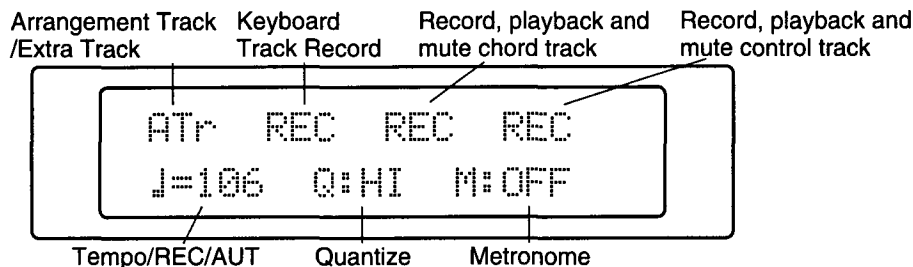 Arrangement Track
/Extra Track
Keyboard
Track Record
Record, playback and
mute chord track
Record, playback and
mute control track
ATr REC REC REC
♩=106 Q:HI M:OFF
Tempo/REC/AUT Quantize Metronome